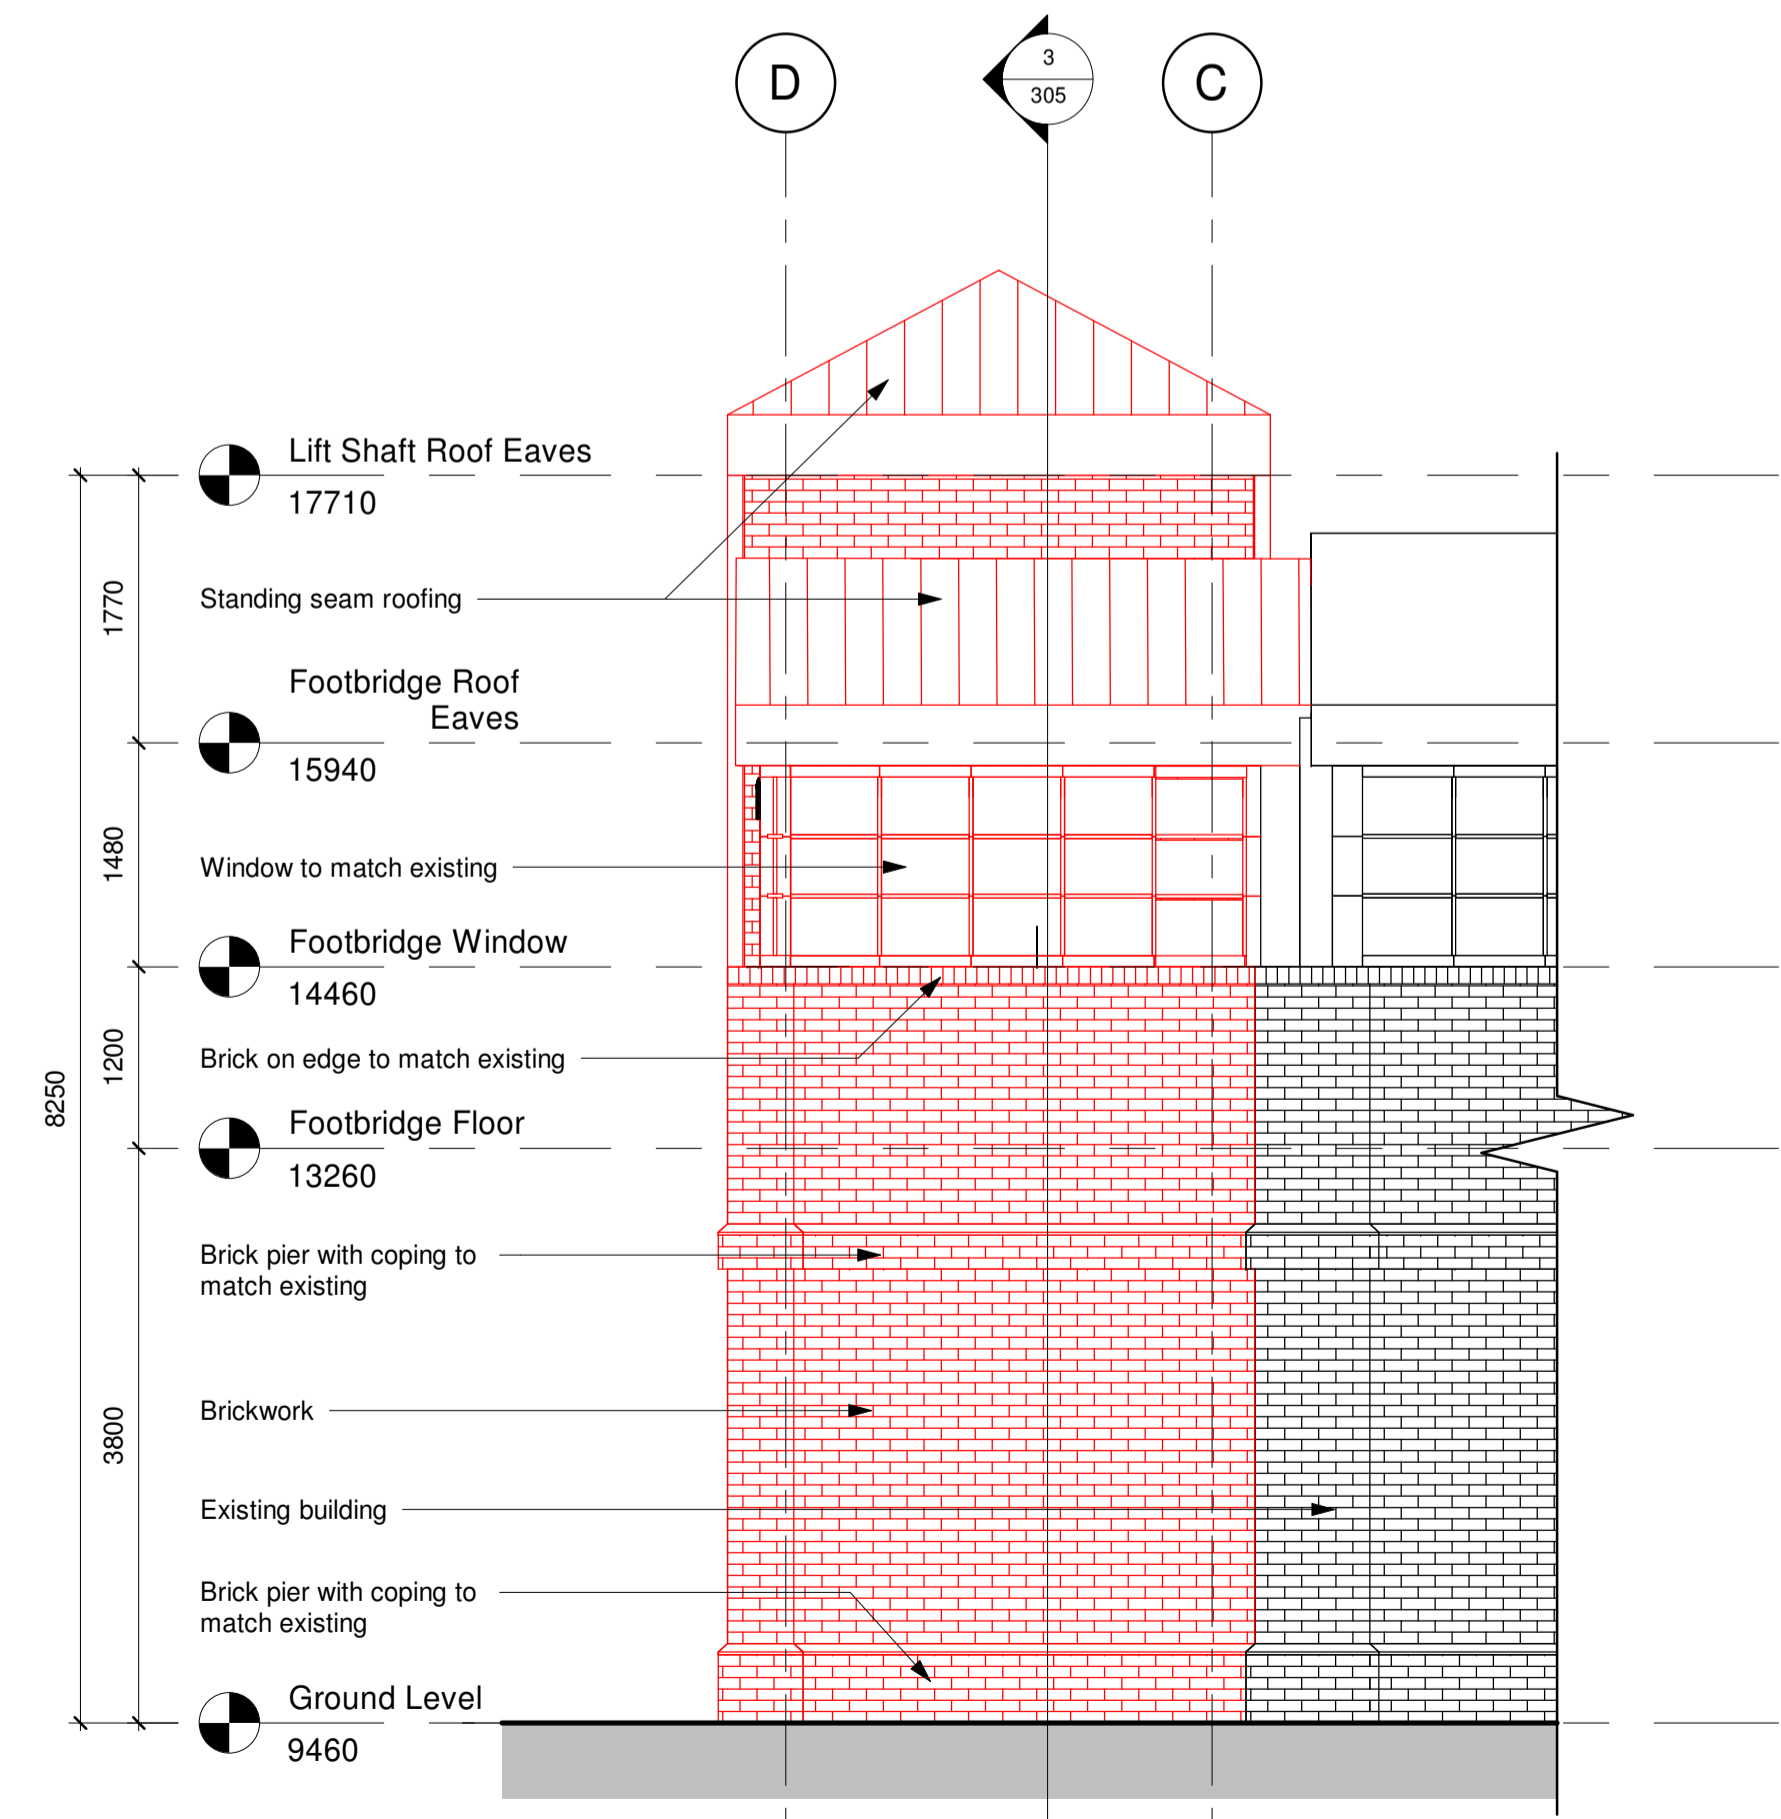 D
3
305
C
Lift Shaft Roof Eaves
17710
1770
Standing seam roofing
Footbridge Roof
Eaves
15940
1480
Window to match existing
Footbridge Window
14460
1200
Brick on edge to match existing
8250
Footbridge Floor
13260
Brick pier with coping to
match existing
3800
Brickwork
Existing building
Brick pier with coping to
match existing
Ground Level
9460